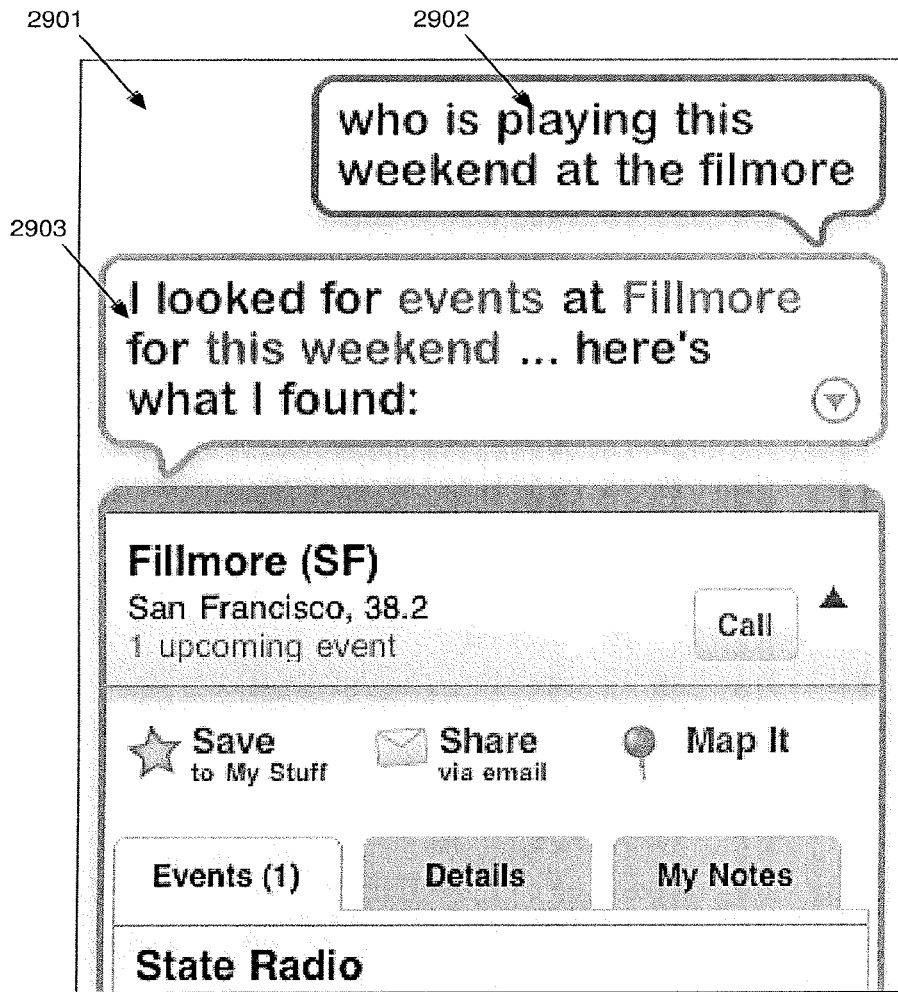 2901
2902
who is playing this
weekend at the filmore
2903
I looked for events at Fillmore
for this weekend ... here's
what I found:
Fillmore (SF)
San Francisco, 38.2
1 upcoming event
Call
Save
to My Stuff
Share
via email
Map It
Events (1)
Details
My Notes
State Radio